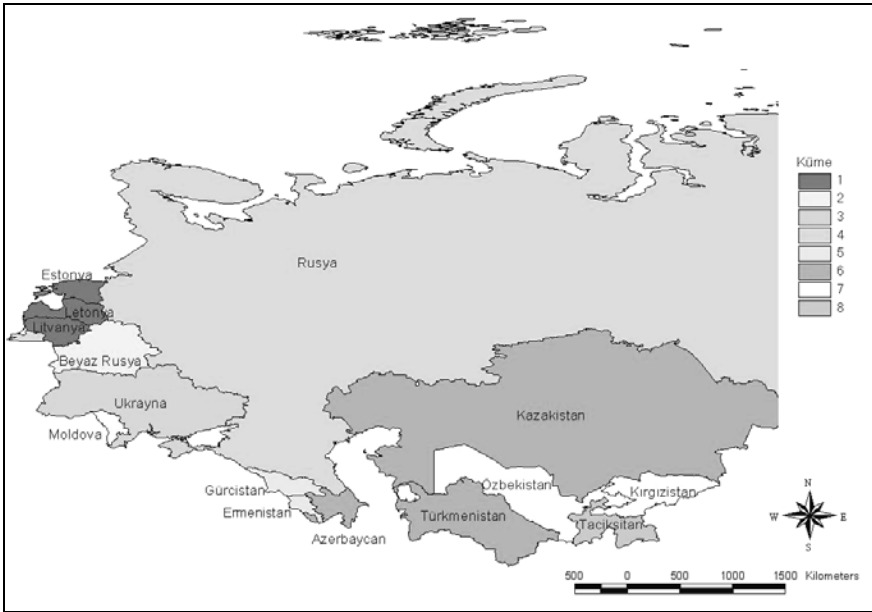 Küme
1
2
3
4
5
6
7
8
Rusya
Estonya
Letonya
Litvanya
Beyaz Rusya
Ukrayna
Moldova
Kazakistan
Gürcistan
Ermenistan
Azerbaycan
Özbekistan
Türkmenistan
Kırgızistan
Taciksitan
N
W E
S
500 0 500 1000 1500 Kilometers